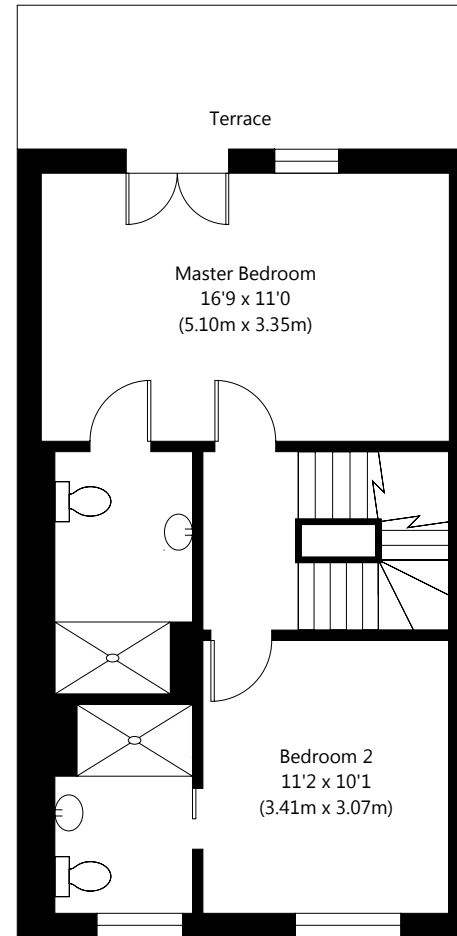 Terrace
Master Bedroom
16'9 x 11'0
(5.10m x 3.35m)
Bedroom 2
11'2 x 10'1
(3.41m x 3.07m)